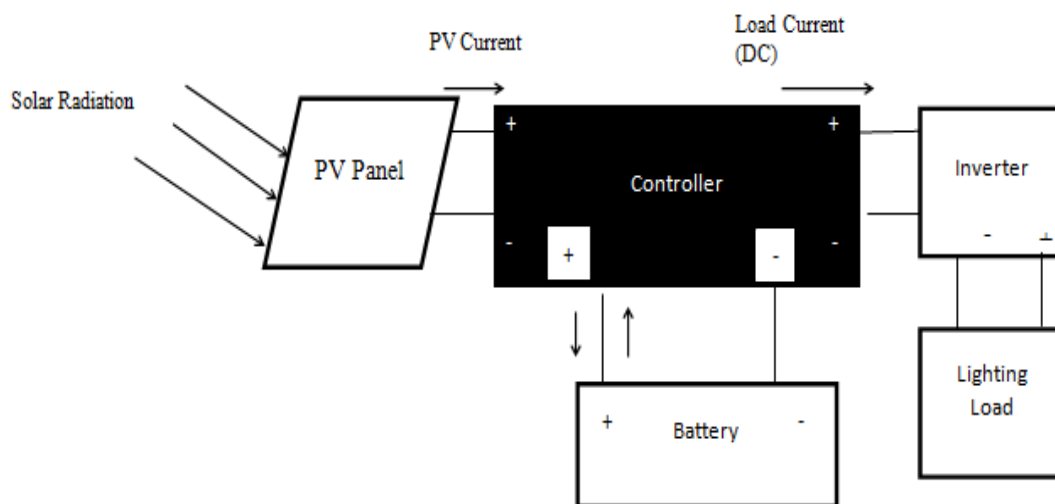 PV Current
Load Current
(DC)
Solar Radiation
PV Panel
+
+
Controller
Inverter
-
+
-
-
-
+
Lighting
Load
+
Battery
-